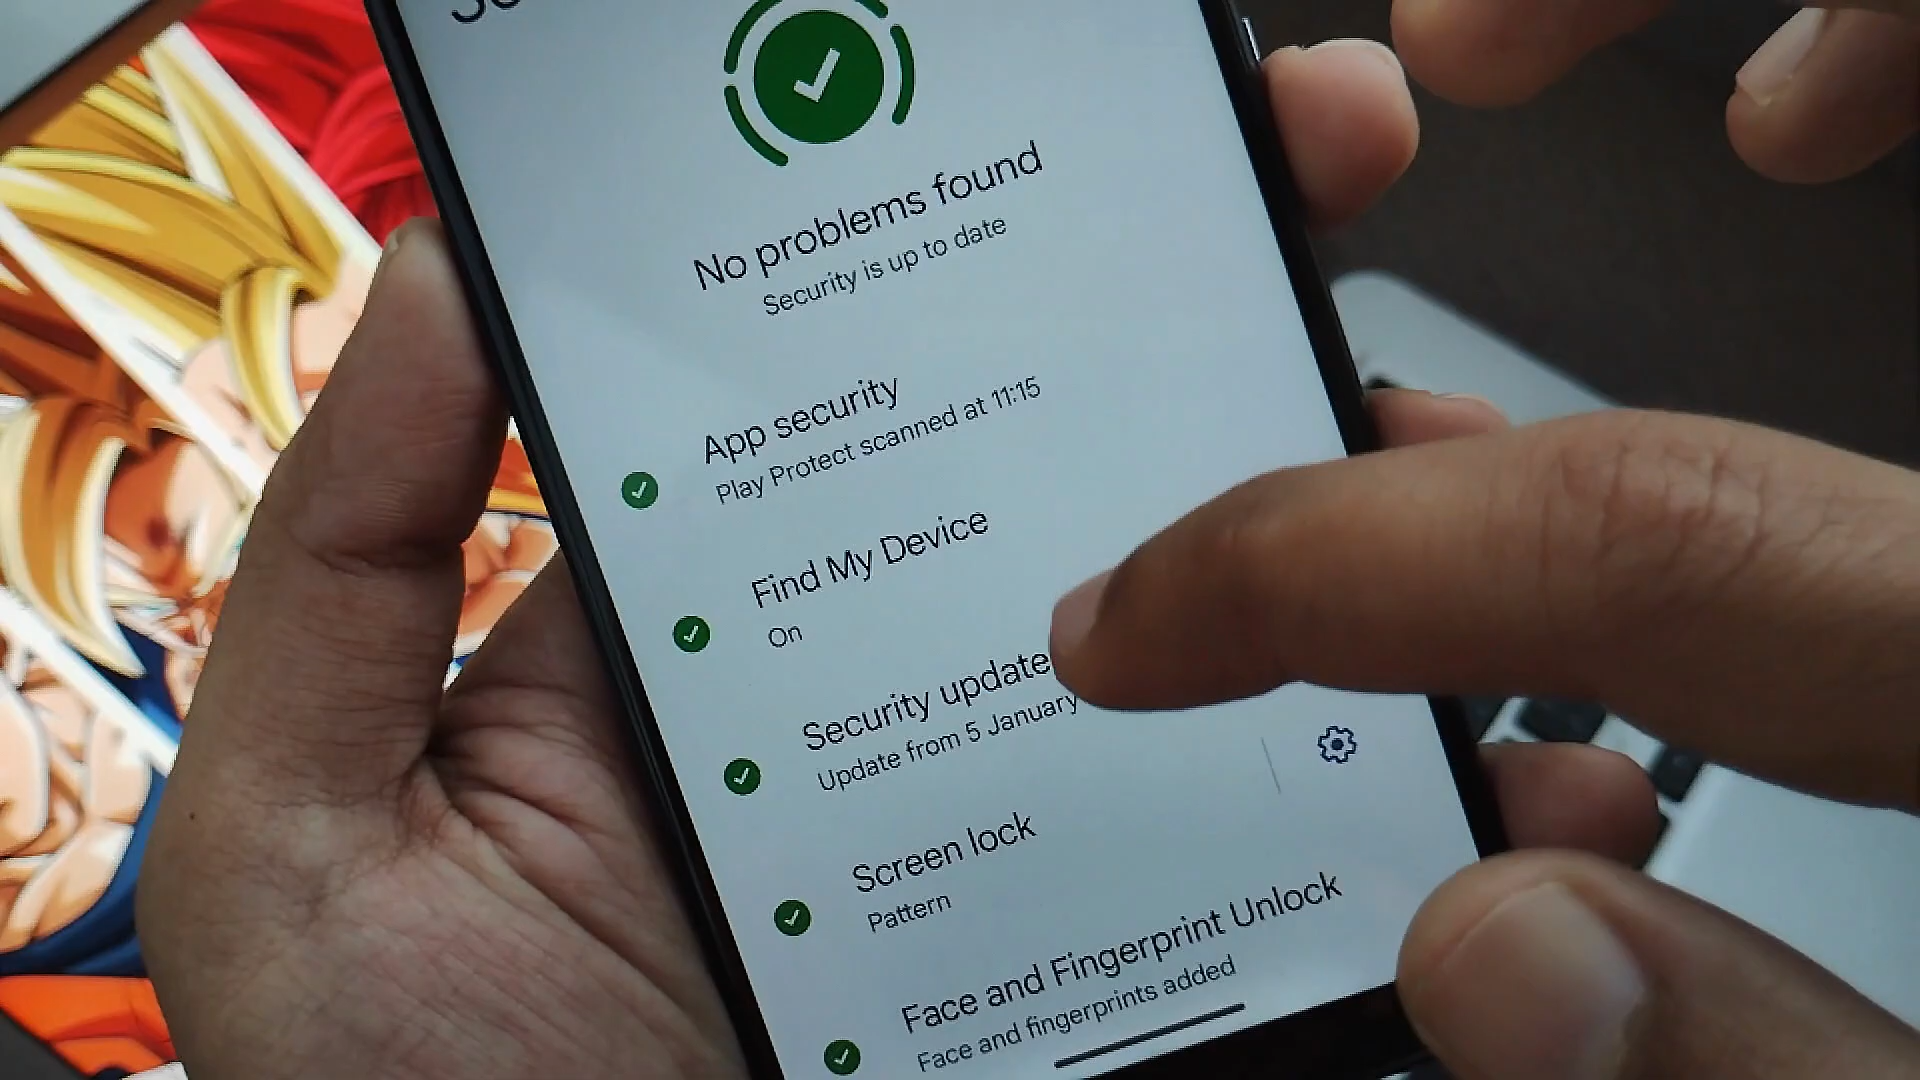 No problems found
Security is up to date
App security
Play Protect scanned at 11:15
Find My Device
On
Security update
Update from 5 January
Screen lock
Pattern
Face and Fingerprint Unlock
Face and fingerprints added